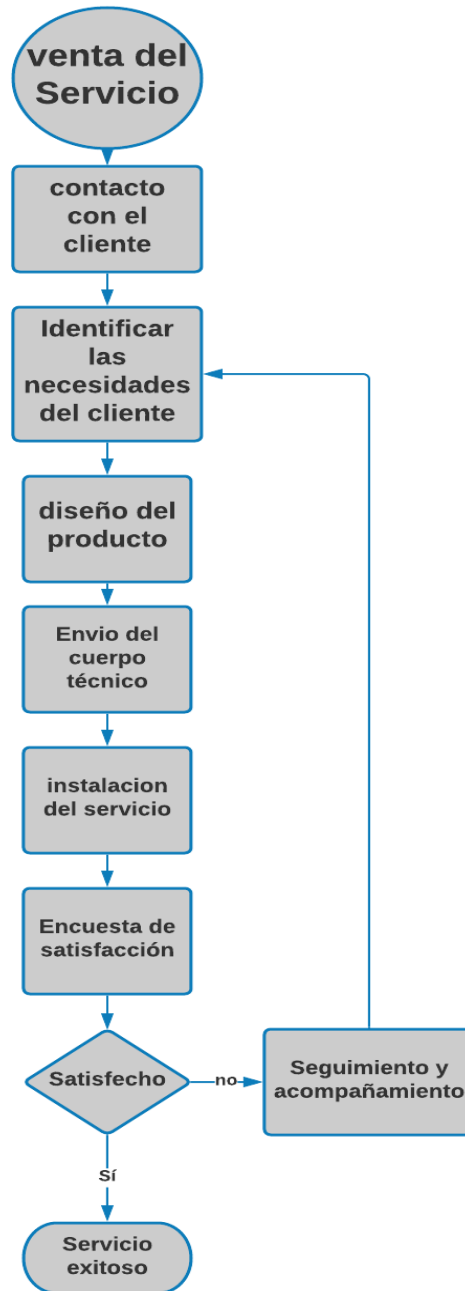 venta del
Servicio
contacto
con el
cliente
Identificar
las
necesidades
del cliente
diseño del
producto
Envio del
cuerpo
técnico
instalacion
del servicio
Encuesta de
satisfacción
Satisfecho
no
Seguimiento y
acompañamiento
Sí
Servicio
exitoso